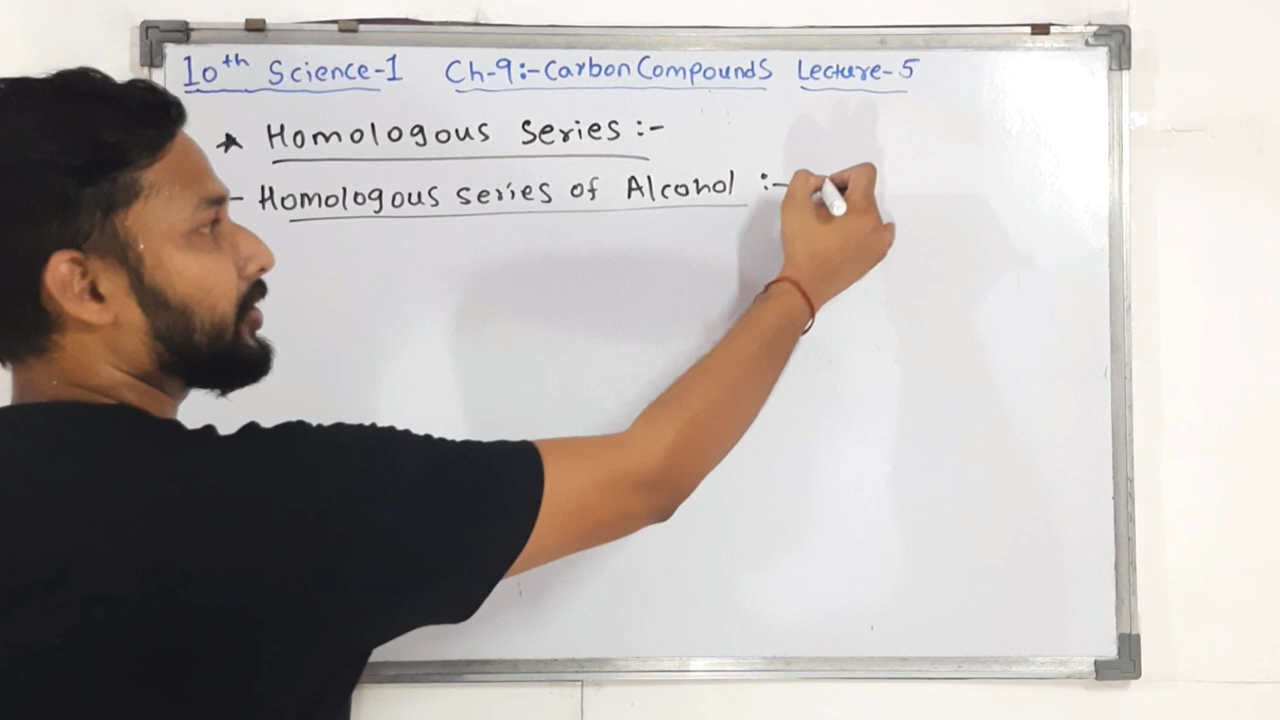 10th Science-1 Ch-9:-Carbon Compounds Lecture-5
★ Homologous Series :-
- Homologous series of Alcohol :-